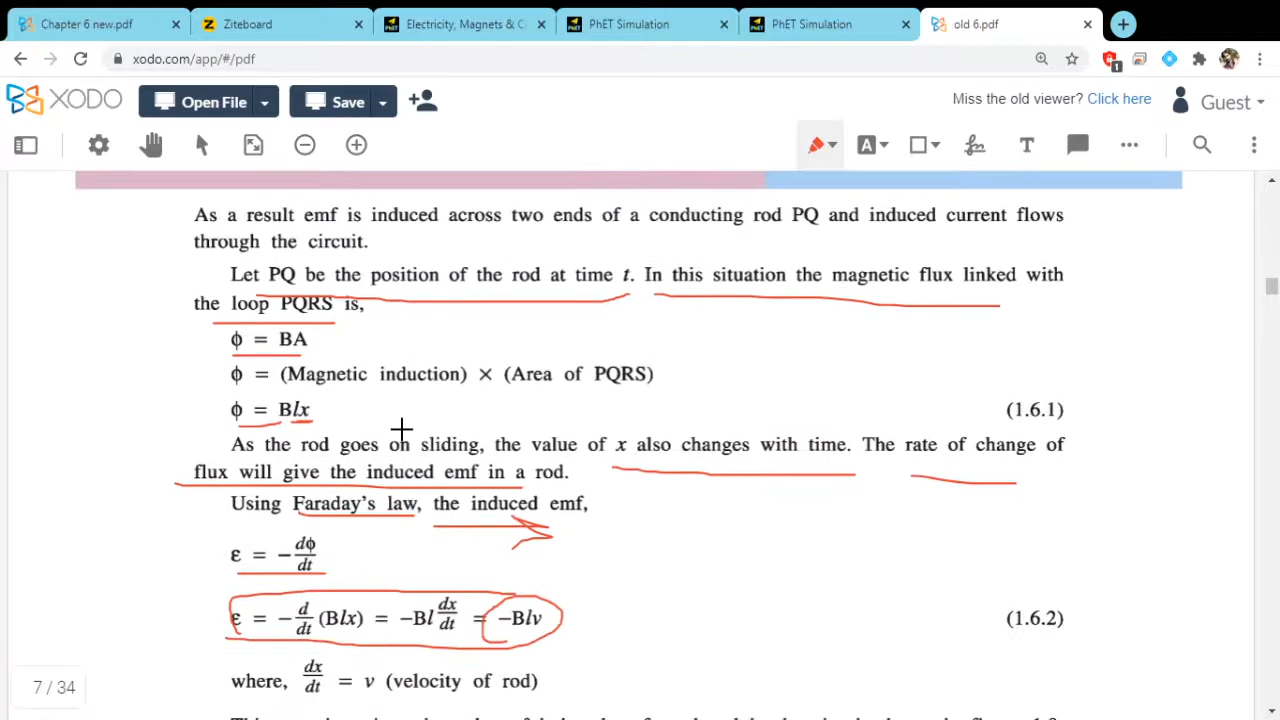 Chapter 6 new.pdf
Ziteboard
Electricity, Magnets & C
PhET Simulation
PhET Simulation
old 6.pdf
xodo.com/app/#/pdf
1
XODO
Open File
Save
Miss the old viewer? Click here
Guest
A
T
As a result emf is induced across two ends of a conducting rod PQ and induced current flows
through the circuit.
Let PQ be the position of the rod at time t. In this situation the magnetic flux linked with
the loop PQRS is,
ϕ = BA
ϕ = (Magnetic induction) × (Area of PQRS)
ϕ = Blx (1.6.1)
As the rod goes on sliding, the value of x also changes with time. The rate of change of
flux will give the induced emf in a rod.
Using Faraday's law, the induced emf,
ε = -dϕ/dt
ε = -d/dt (Blx) = -Bl dx/dt = -Blv (1.6.2)
where, dx/dt = v (velocity of rod)
7 / 34